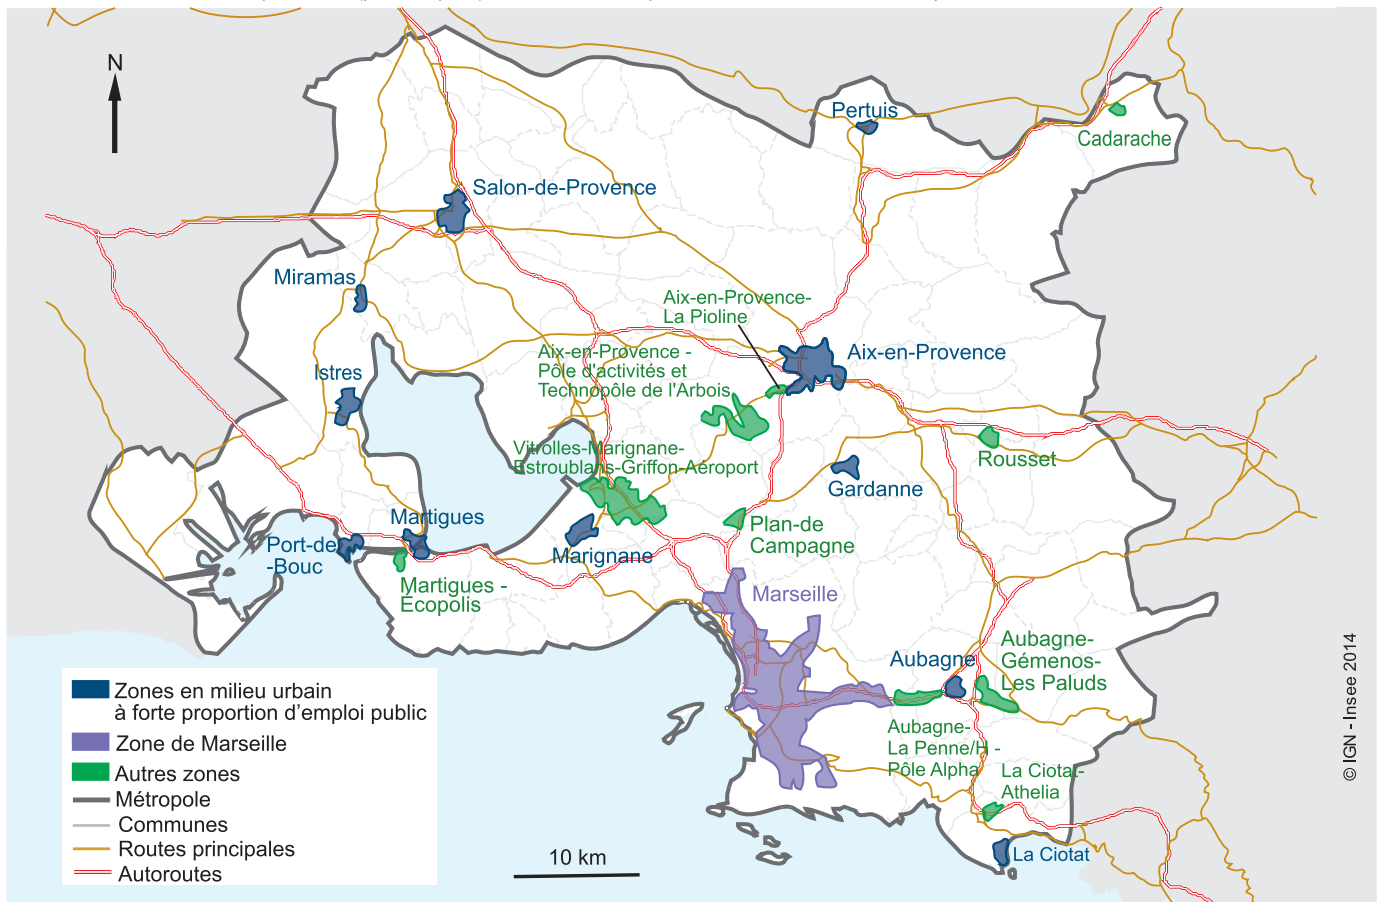 N
Pertuis
Cadarache
Salon-de-Provence
Miramas
Aix-en-Provence-
La Pioline
Aix-en-Provence -
Pôle d'activités et
Technopôle de l'Arbois
Aix-en-Provence
Istres
Vitrolles-Marignane-
Estroublans-Griffon-Aéroport
Rousset
Gardanne
Martigues
Port-de
-Bouc
Marignane
Plan-de
Campagne
Martigues -
Écopolis
Marseille
Aubagne-
Gémenos-
Les Paluds
Aubagne
Aubagne-
La Penne/H -
Pôle Alpha
La Ciotat-
Athelia
La Ciotat
Zones en milieu urbain
à forte proportion d’emploi public
Zone de Marseille
Autres zones
Métropole
Communes
Routes principales
Autoroutes
10 km
© IGN - Insee 2014